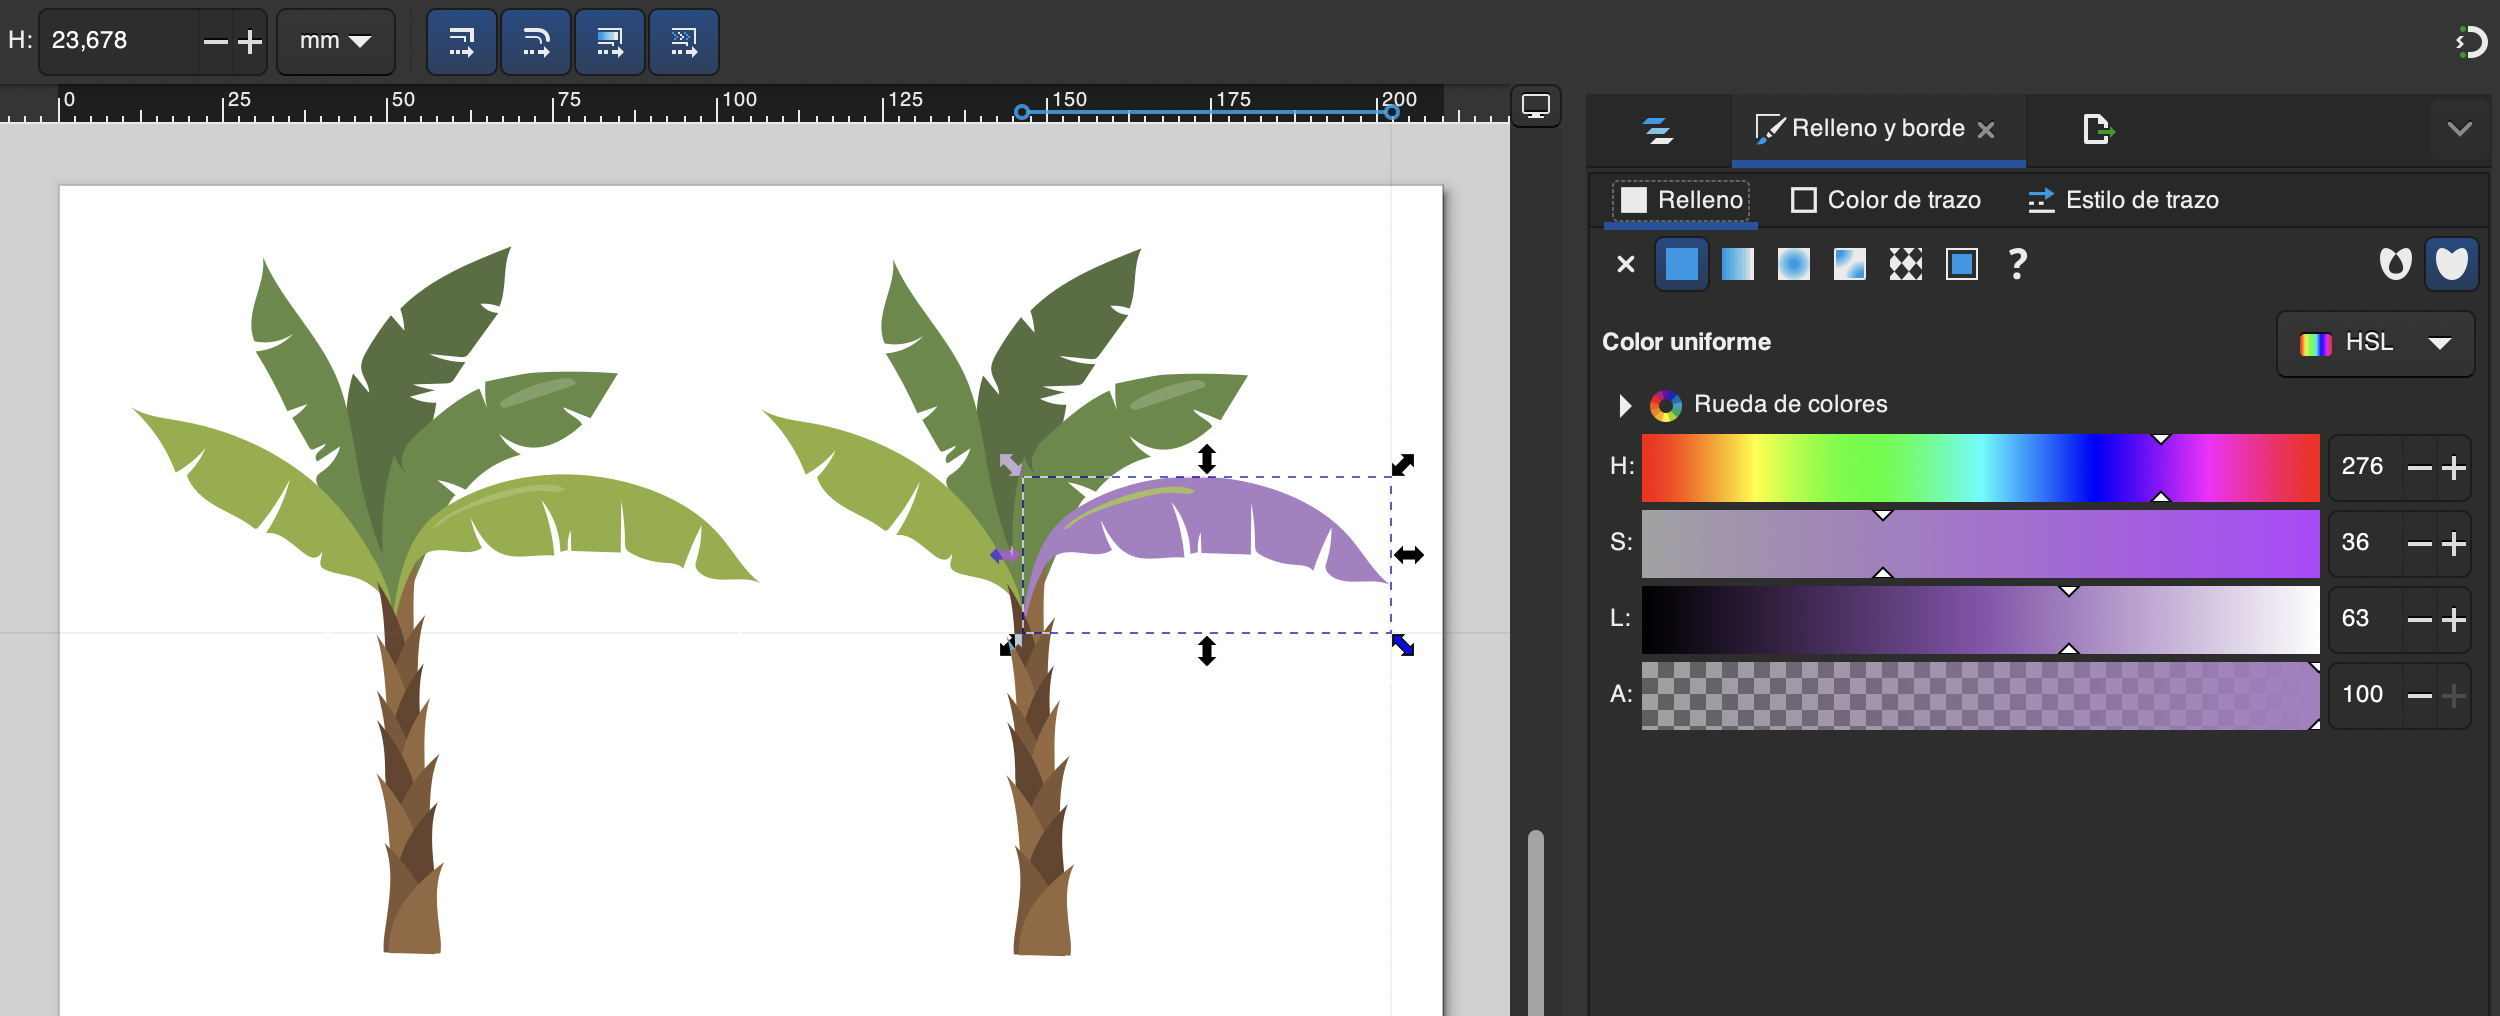 H: 23,678 mm
0 25 50 75 100 125 150 175 200
Relleno y borde
Relleno Color de trazo Estilo de trazo
?
Color uniforme HSL
Rueda de colores
H: 276
S: 36
L: 63
A: 100